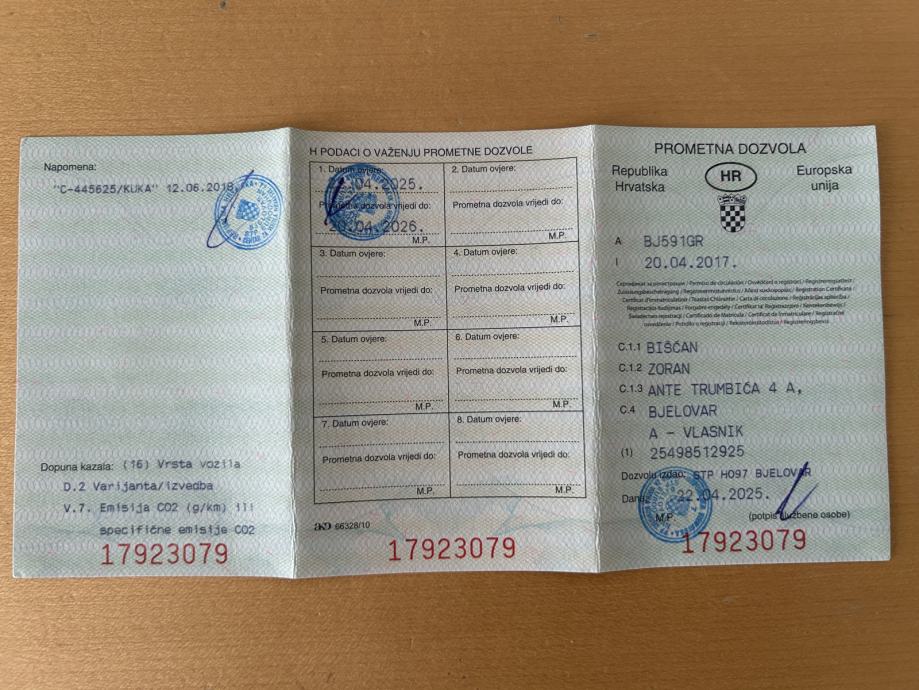 Napomena:
"C-445625/KUKA" 12.06.2018.
Dopuna kazala: (16) Vrsta vozila
D.2 Varijanta/izvedba
V.7. Emisija CO2 (g/km) ili
specifične emisije CO2
17923079
H PODACI O VAŽENJU PROMETNE DOZVOLE
1. Datum ovjere:
.04.2025.
Prometna dozvola vrijedi do:
.04.2026.
M.P.
2. Datum ovjere:
Prometna dozvola vrijedi do:
M.P.
3. Datum ovjere:
Prometna dozvola vrijedi do:
M.P.
4. Datum ovjere:
Prometna dozvola vrijedi do:
M.P.
5. Datum ovjere:
Prometna dozvola vrijedi do:
M.P.
6. Datum ovjere:
Prometna dozvola vrijedi do:
M.P.
7. Datum ovjere:
Prometna dozvola vrijedi do:
M.P.
8. Datum ovjere:
Prometna dozvola vrijedi do:
M.P.
AKD 66328/10
17923079
PROMETNA DOZVOLA
Republika Hrvatska
HR
Europska unija
A BJ591GR
I 20.04.2017.
C.1.1 BIŠĆAN
C.1.2 ZORAN
C.1.3 ANTE TRUMBIĆA 4 A,
C.4 BJELOVAR
A - VLASNIK
(1) 25498512925
Dozvolu izdao: STP H097 BJELOVAR
Dana: 22.04.2025.
M.P. (potpis službene osobe)
17923079